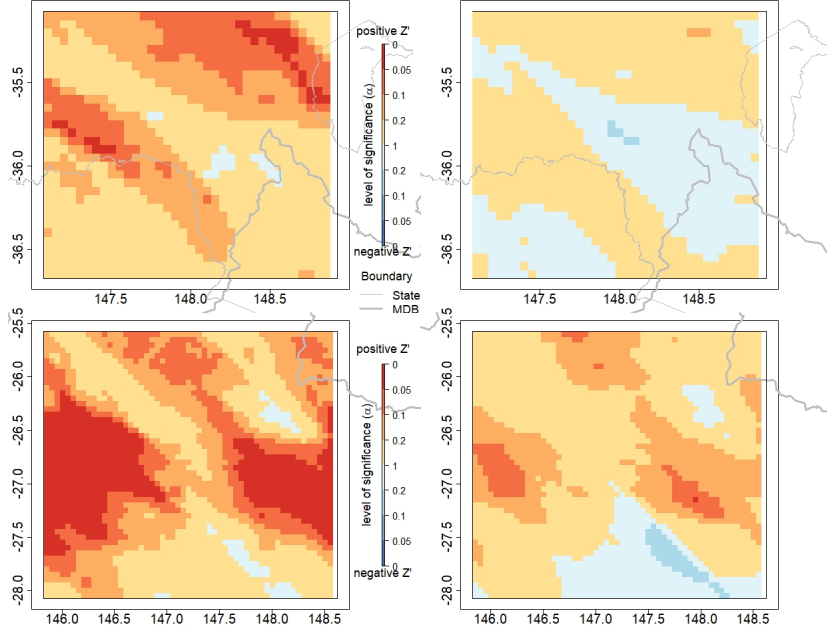 positive Z'
0
0.05
0.1
0.2
1
0.2
0.1
0.05
0
negative Z'
level of significance (α)
35.5
36.0
36.5
147.5 148.0 148.5
35.5
36.0
36.5
147.5 148.0 148.5
Boundary
State
MDB
-25.5
-26.0
-26.5
-27.0
-27.5
-28.0
146.0 146.5 147.0 147.5 148.0 148.5
positive Z'
0
0.05
0.1
0.2
1
0.2
0.1
0.05
0
negative Z'
level of significance (α)
-25.5
-26.0
-26.5
-27.0
-27.5
-28.0
146.0 146.5 147.0 147.5 148.0 148.5